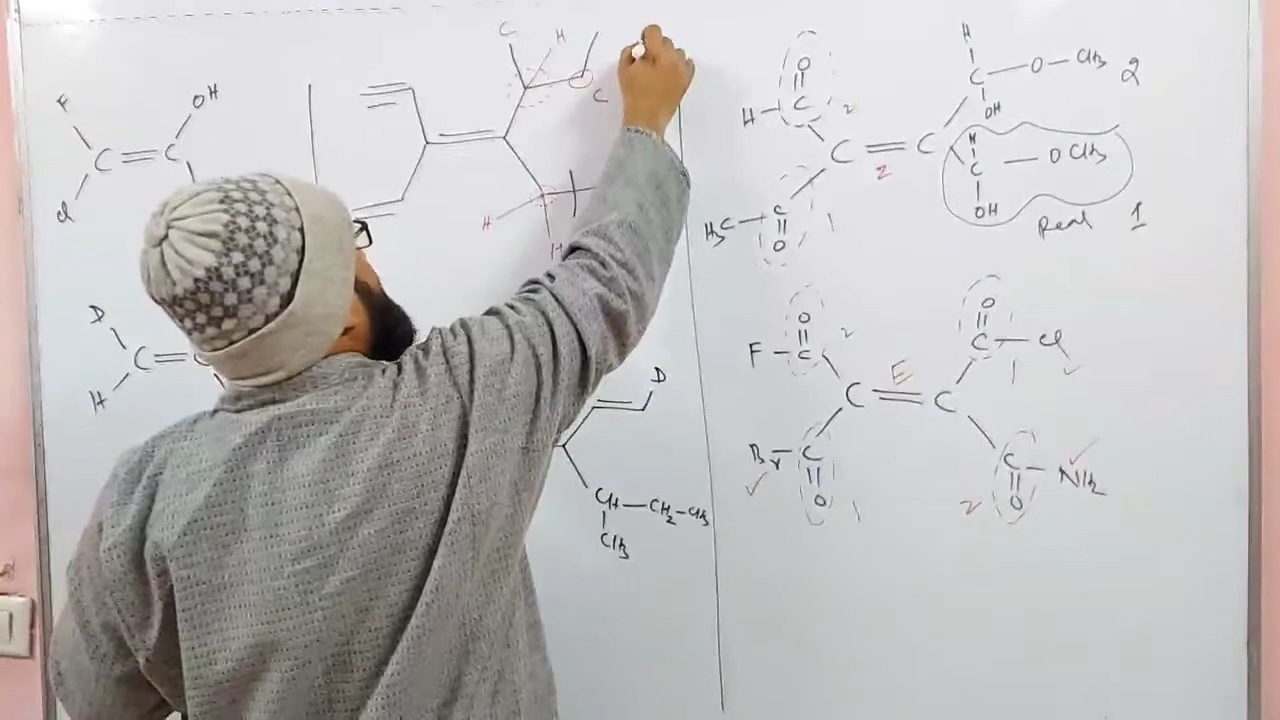 F
OH
C=C
Cl
D
C=
H
C
H
C
H
H
D
CH—CH2—CH3
CH3
O
H—C
2
C=C
Z
H3C—C
O
1
H
C—O—CH3 2
OH
H
C—OCH3
OH
Real 1
O
F—C
2
C=C
E
Br—C
O
1
O
C—Cl
1
C—NH2
2
O